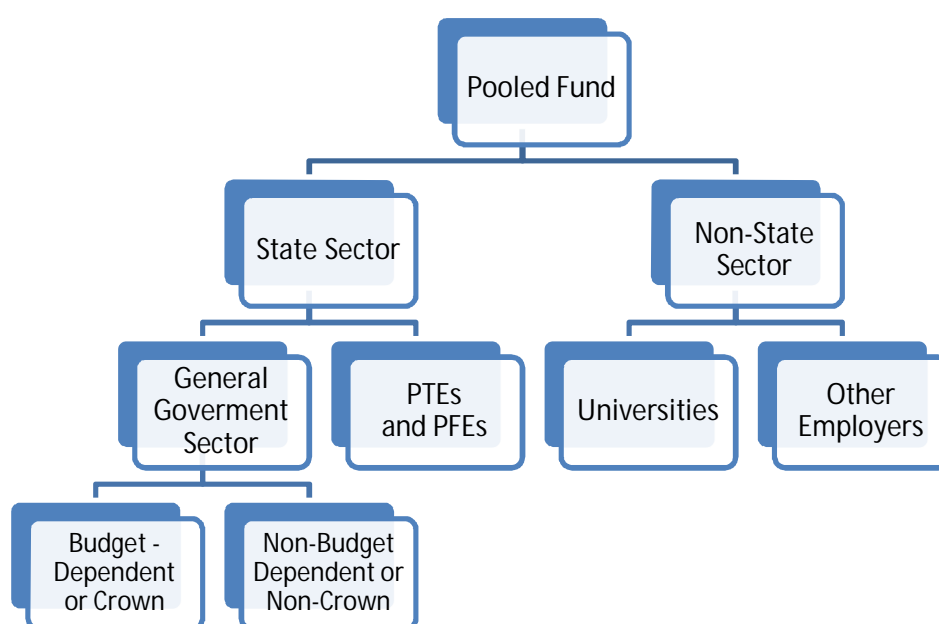 Pooled Fund
State Sector
Non-State
Sector
General
Goverment
Sector
PTEs
and PFEs
Universities
Other
Employers
Budget -
Dependent
or Crown
Non-Budget
Dependent or
Non-Crown